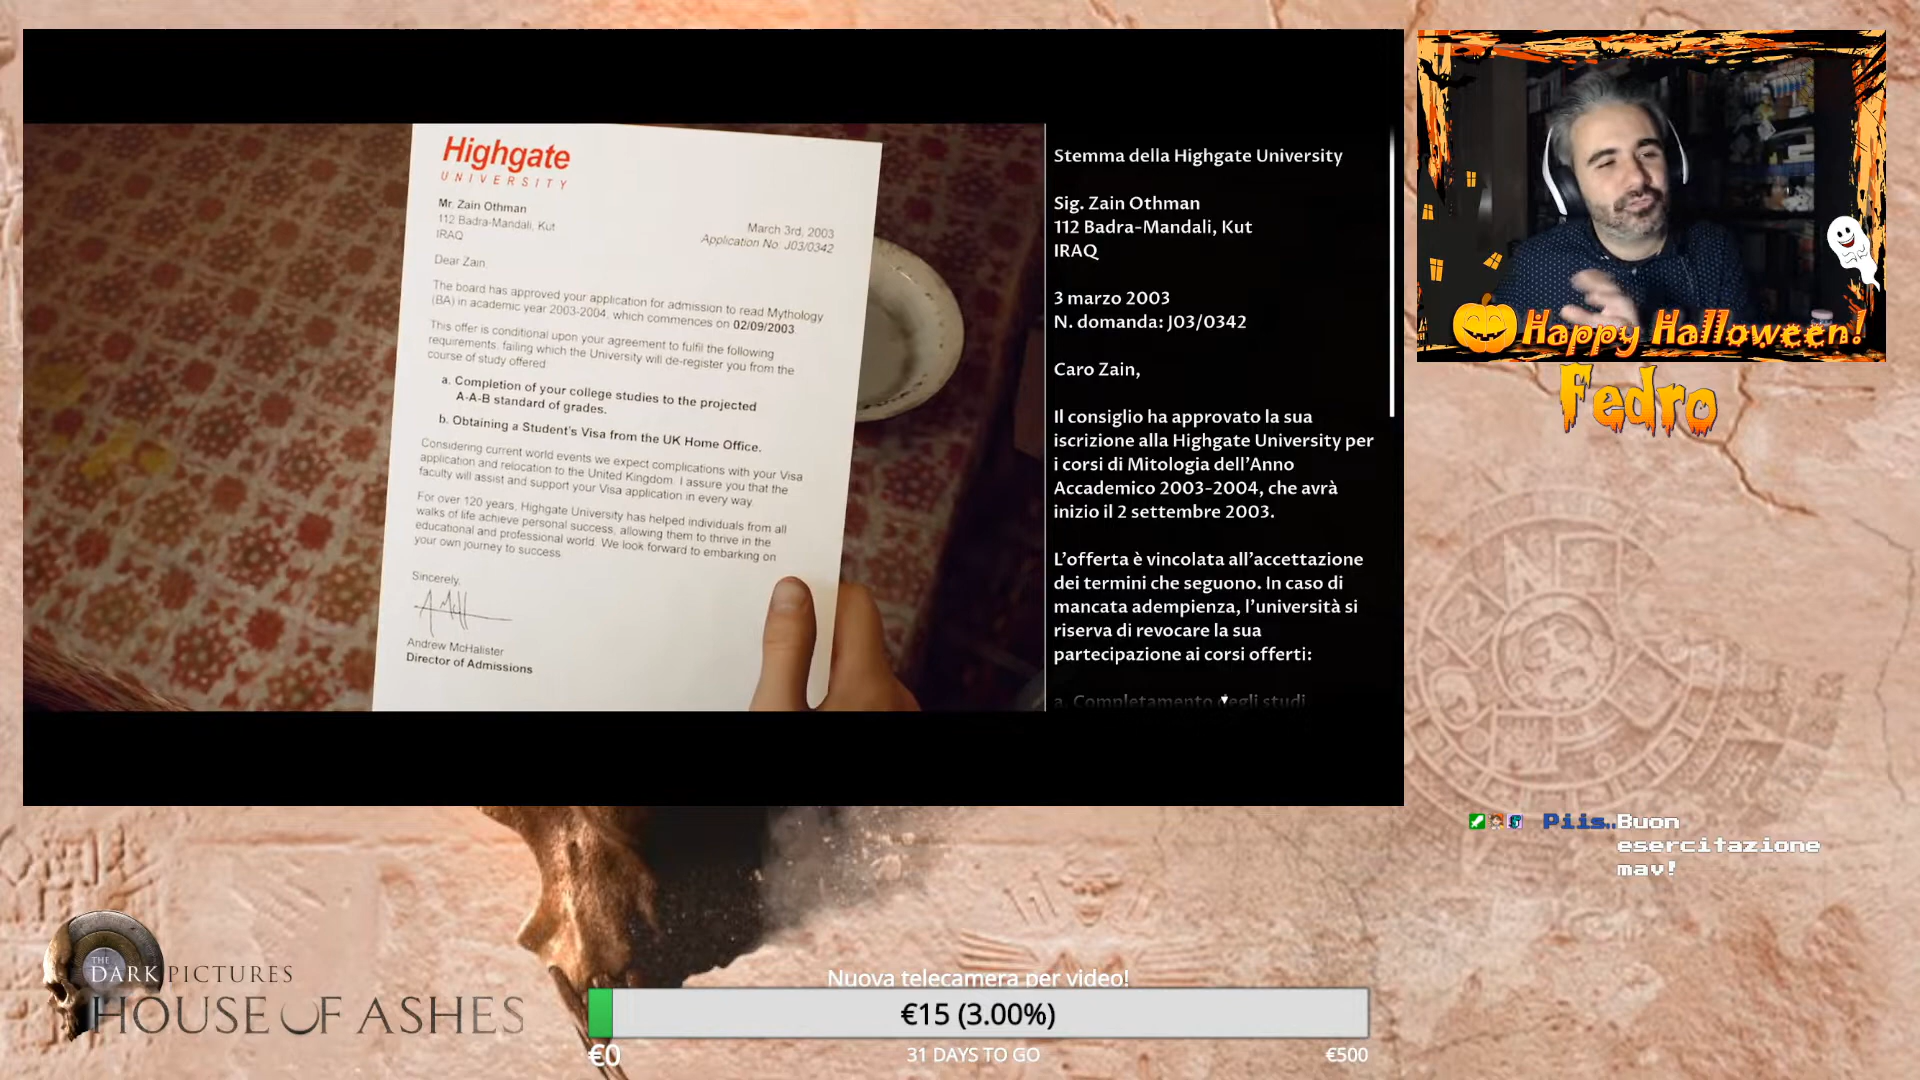 Highgate
UNIVERSITY
Mr. Zain Othman
112 Badra-Mandali, Kut
IRAQ
March 3rd, 2003
Application No: J03/0342
Dear Zain
The board has approved your application for admission to read Mythology
(BA) in academic year 2003-2004, which commences on 02/09/2003
This offer is conditional upon your agreement to fulfil the following
requirements, failing which the University will de-register you from the
course of study offered
a. Completion of your college studies to the projected
A-A-B standard of grades.
b. Obtaining a Student's Visa from the UK Home Office.
Considering current world events we expect complications with your Visa
application and relocation to the United Kingdom. I assure you that the
faculty will assist and support your Visa application in every way.
For over 120 years, Highgate University has helped individuals from all
walks of life achieve personal success, allowing them to thrive in the
educational and professional world. We look forward to embarking on
your own journey to success.
Sincerely,
Andrew McHalister
Director of Admissions
Stemma della Highgate University
Sig. Zain Othman
112 Badra-Mandali, Kut
IRAQ
3 marzo 2003
N. domanda: J03/0342
Caro Zain,
Il consiglio ha approvato la sua
iscrizione alla Highgate University per
i corsi di Mitologia dell'Anno
Accademico 2003-2004, che avrà
inizio il 2 settembre 2003.
L'offerta è vincolata all'accettazione
dei termini che seguono. In caso di
mancata adempienza, l'università si
riserva di revocare la sua
partecipazione ai corsi offerti:
a. Completamento degli studi
Happy Halloween!
Fedro
Piis..Buon
esercitazione
mav!
THE
DARK PICTURES
HOUSE OF ASHES
Nuova telecamera per video!
€15 (3.00%)
€0
31 DAYS TO GO
€500